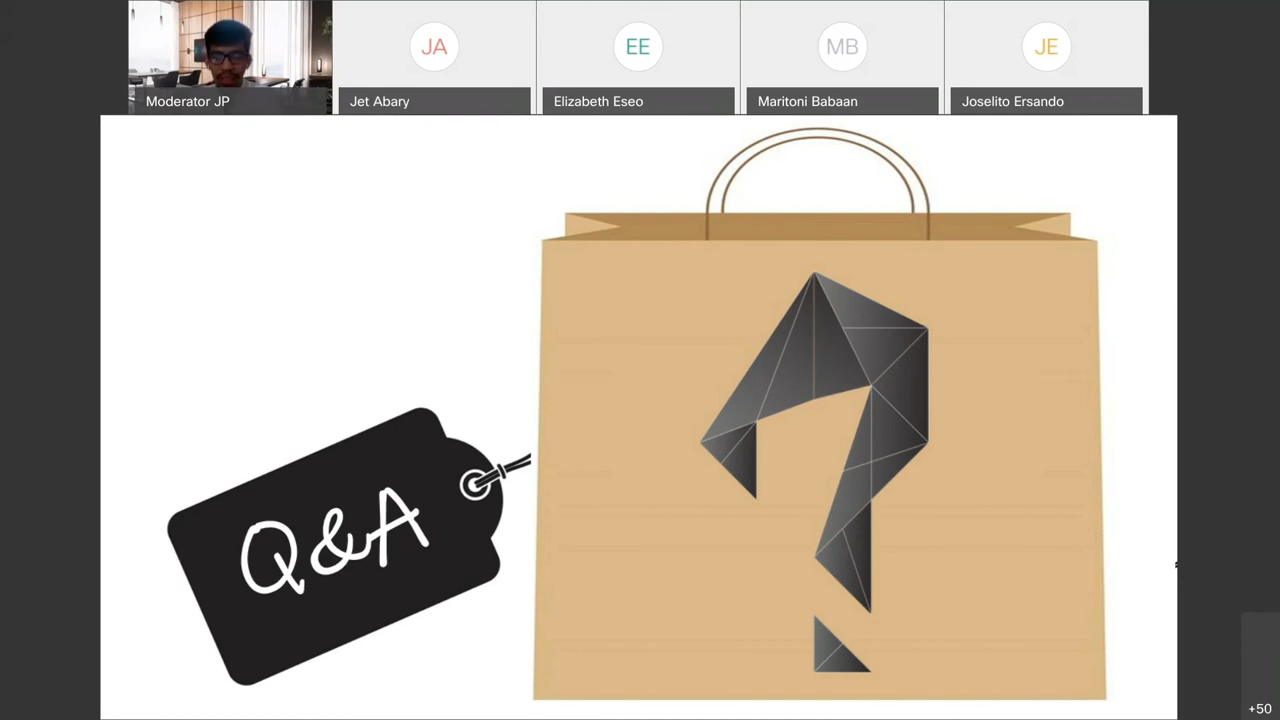 JA
EE
MB
JE
Moderator JP
Jet Abary
Elizabeth Eseo
Maritoni Babaan
Joselito Ersando
Q&A
?
+50